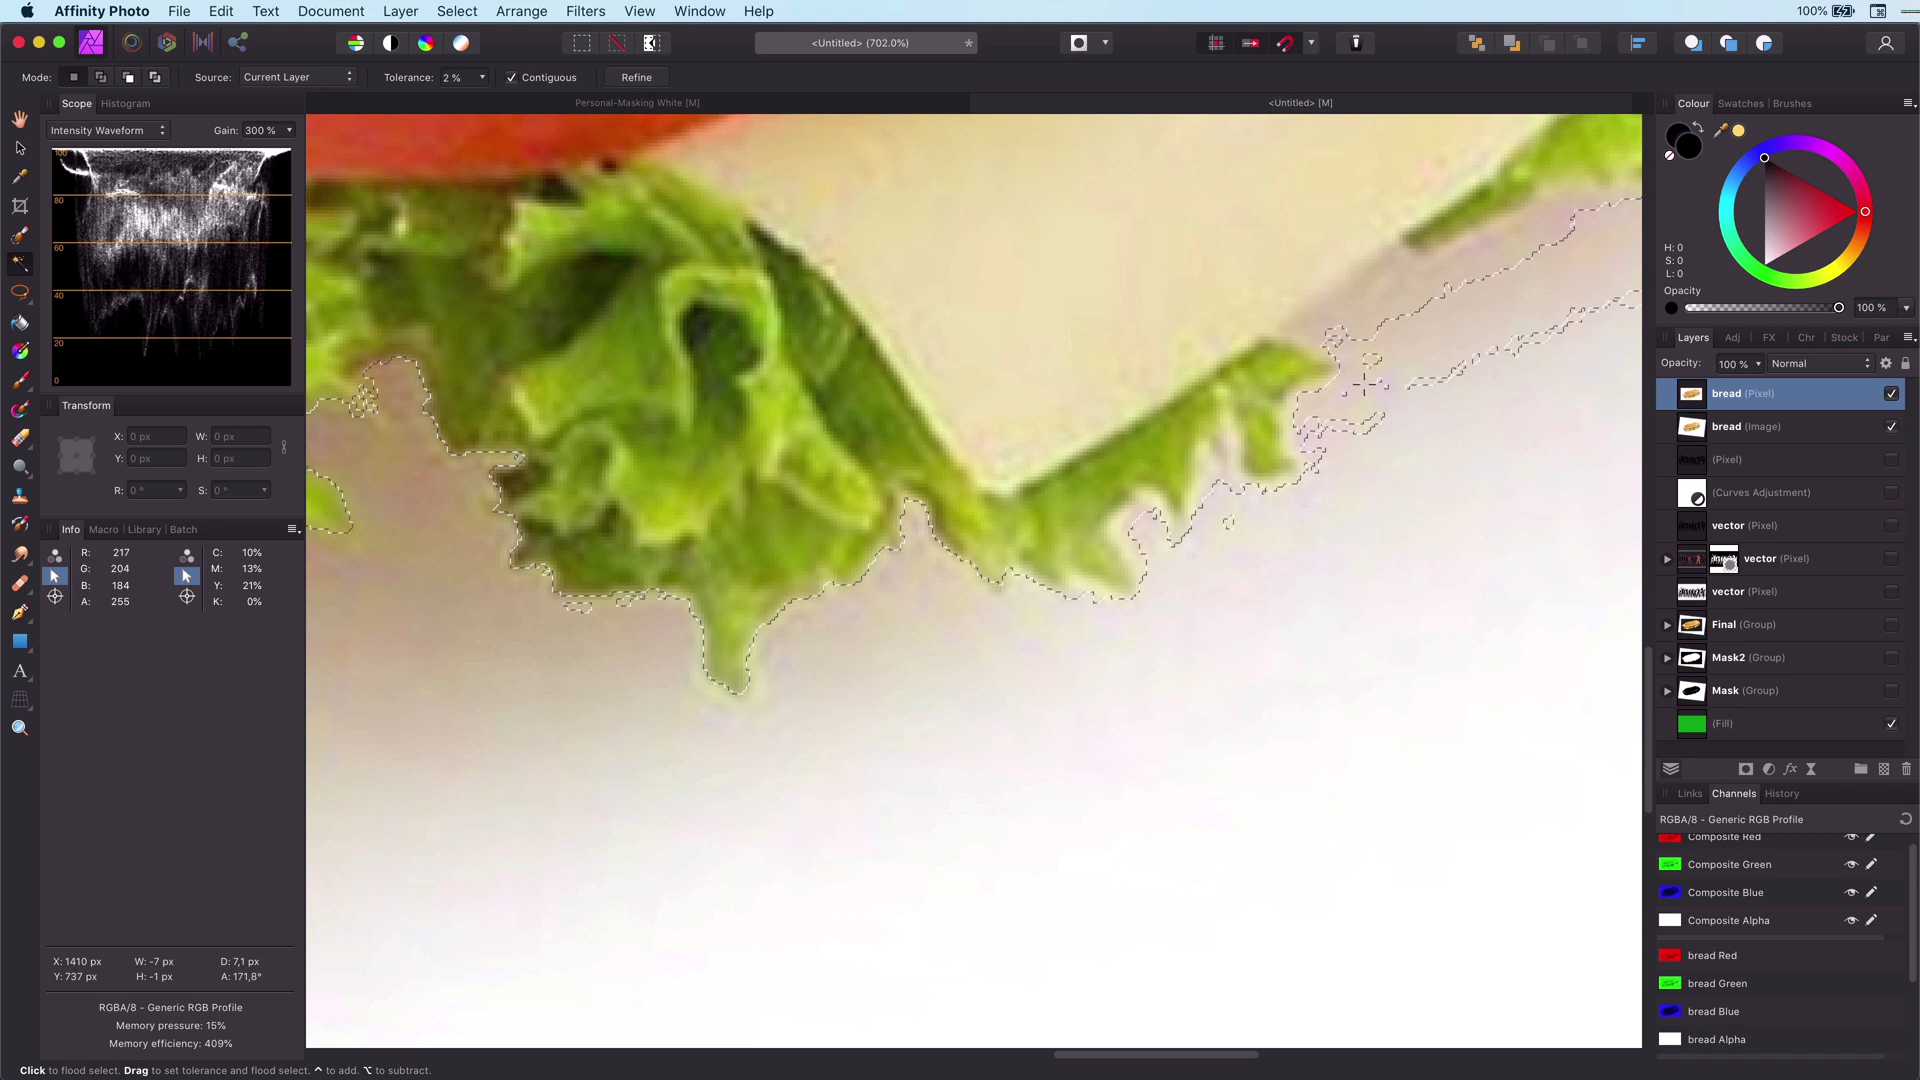 Affinity Photo File Edit Text Document Layer Select Arrange Filters View Window Help 100%
<Untitled> (702.0%) *
Mode: Source: Current Layer Tolerance: 2 % Contiguous Refine
Scope Histogram
Personal-Masking White [M]
<Untitled> [M]
Intensity Waveform Gain: 300 %
100
80
60
40
20
0
Transform
X: 0 px W: 0 px
Y: 0 px H: 0 px
R: 0 ° S: 0 °
Info Macro Library Batch
R: 217 C: 10%
G: 204 M: 13%
B: 184 Y: 21%
A: 255 K: 0%
X: 1410 px W: -7 px D: 7,1 px
Y: 737 px H: -1 px A: 171,8°
RGBA/8 - Generic RGB Profile
Memory pressure: 15%
Memory efficiency: 409%
Click to flood select. Drag to set tolerance and flood select. ^ to add. ⌥ to subtract.
Colour Swatches Brushes
H: 0
S: 0
L: 0
Opacity
100 %
Layers Adj FX Chr Stock Par
Opacity: 100 % Normal
bread (Pixel)
bread (Image)
(Pixel)
(Curves Adjustment)
vector (Pixel)
vector (Pixel)
vector (Pixel)
Final (Group)
Mask2 (Group)
Mask (Group)
(Fill)
Links Channels History
RGBA/8 - Generic RGB Profile
Composite Red
Composite Green
Composite Blue
Composite Alpha
bread Red
bread Green
bread Blue
bread Alpha